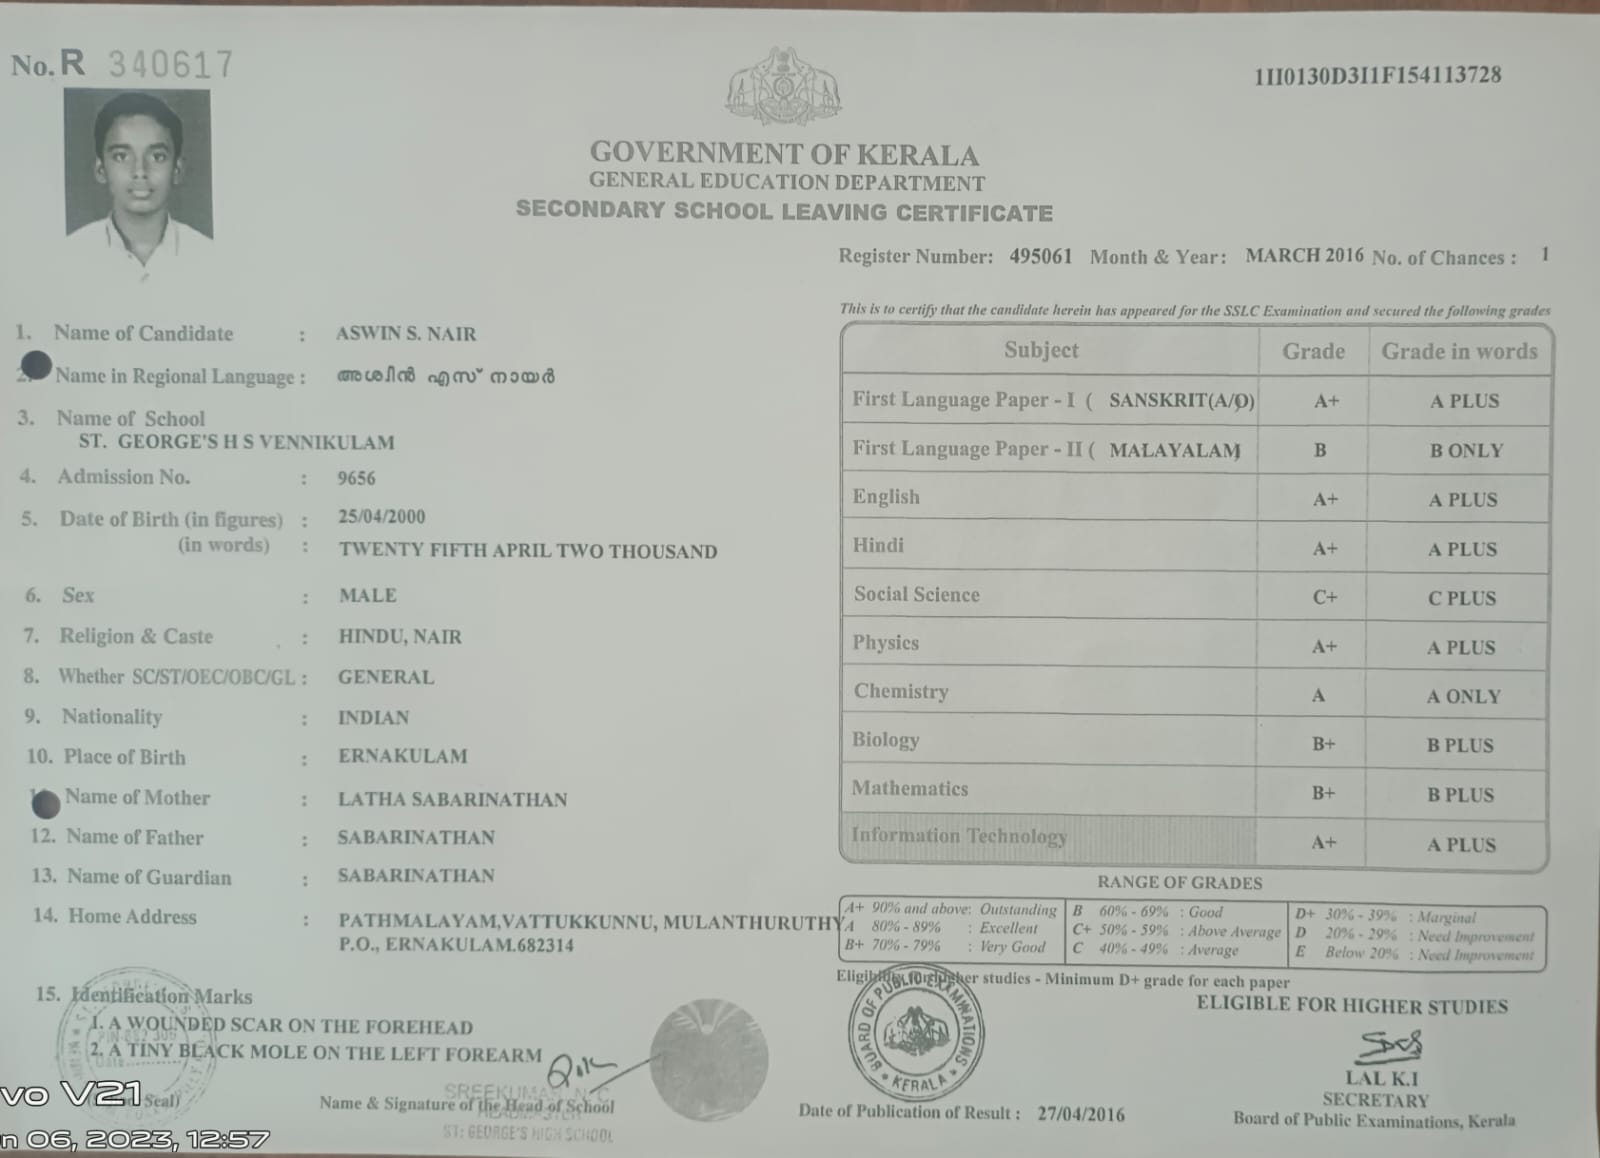 No. R 340617
1II0130D3I1F154113728
GOVERNMENT OF KERALA
GENERAL EDUCATION DEPARTMENT
SECONDARY SCHOOL LEAVING CERTIFICATE
Register Number: 495061 Month & Year: MARCH 2016 No. of Chances : 1
1. Name of Candidate : ASWIN S. NAIR
2. Name in Regional Language : അശ്വിൻ എസ് നായർ
3. Name of School
ST. GEORGE'S H S VENNIKULAM
4. Admission No. : 9656
5. Date of Birth (in figures) : 25/04/2000
(in words) : TWENTY FIFTH APRIL TWO THOUSAND
6. Sex : MALE
7. Religion & Caste : HINDU, NAIR
8. Whether SC/ST/OEC/OBC/GL : GENERAL
9. Nationality : INDIAN
10. Place of Birth : ERNAKULAM
Name of Mother : LATHA SABARINATHAN
12. Name of Father : SABARINATHAN
13. Name of Guardian : SABARINATHAN
14. Home Address : PATHMALAYAM,VATTUKKUNNU, MULANTHURUTHY
P.O., ERNAKULAM.682314
15. Identification Marks
1. A WOUNDED SCAR ON THE FOREHEAD
2. A TINY BLACK MOLE ON THE LEFT FOREARM
Seal)
SREEKUMAR
Name & Signature of the Head of School
HEADMASTER
ST: GEORGE'S HIGH SCHOOL
This is to certify that the candidate herein has appeared for the SSLC Examination and secured the following grades
Subject Grade Grade in words
First Language Paper - I ( SANSKRIT(A/O) A+ A PLUS
First Language Paper - II ( MALAYALAM) B B ONLY
English A+ A PLUS
Hindi A+ A PLUS
Social Science C+ C PLUS
Physics A+ A PLUS
Chemistry A A ONLY
Biology B+ B PLUS
Mathematics B+ B PLUS
Information Technology A+ A PLUS
RANGE OF GRADES
A+ 90% and above: Outstanding B 60% - 69% : Good D+ 30% - 39% : Marginal
A 80% - 89% : Excellent C+ 50% - 59% : Above Average D 20% - 29% : Need Improvement
B+ 70% - 79% : Very Good C 40% - 49% : Average E Below 20% : Need Improvement
Eligibility for higher studies - Minimum D+ grade for each paper
ELIGIBLE FOR HIGHER STUDIES
BOARD OF PUBLIC EXAMINATIONS
KERALA
LAL K.I
SECRETARY
Board of Public Examinations, Kerala
Date of Publication of Result : 27/04/2016
vo V21
n 06, 2023, 12:57